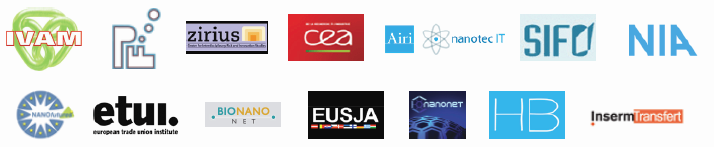 IVAM
zirius
cea
Airi nanotec IT
SIFO
NIA
NANOfutures
etui.
european trade union institute
BIONANO
NET
EUSJA
nanonet
HB
InsermTransfert